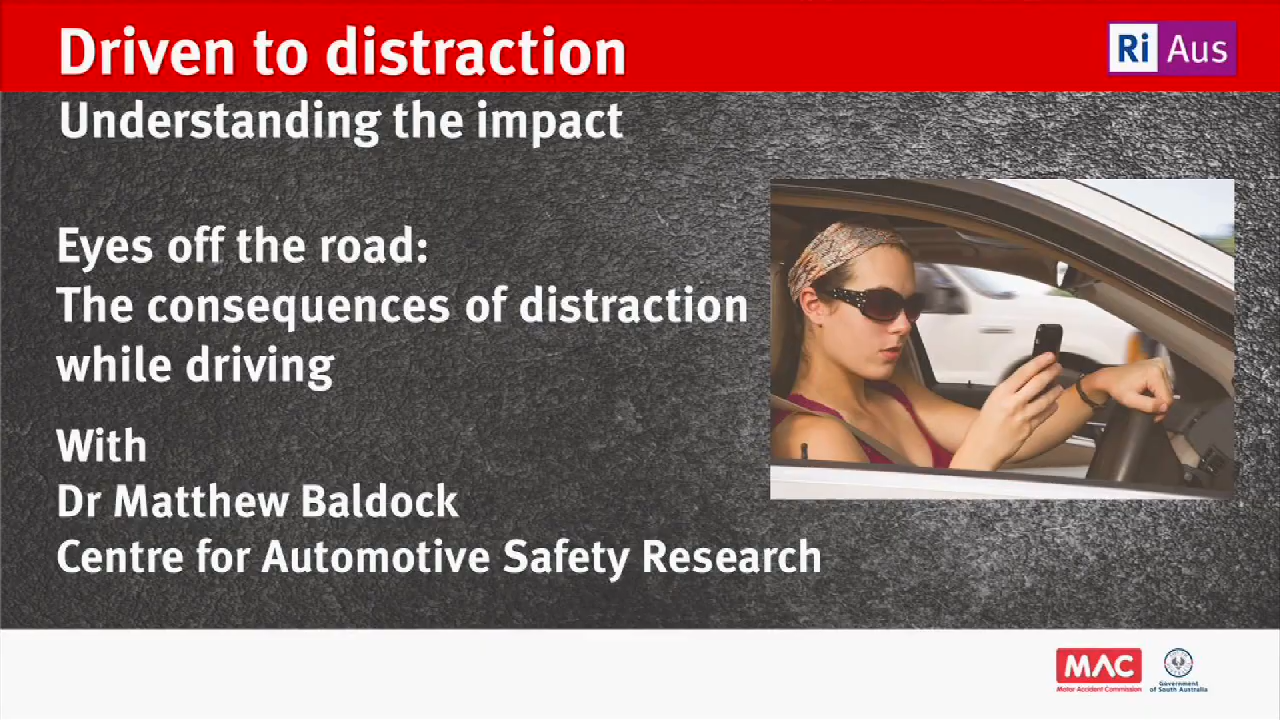 Driven to distraction
Ri Aus
Understanding the impact
Eyes off the road:
The consequences of distraction
while driving
With
Dr Matthew Baldock
Centre for Automotive Safety Research
MAC
Motor Accident Commission
Government
of South Australia